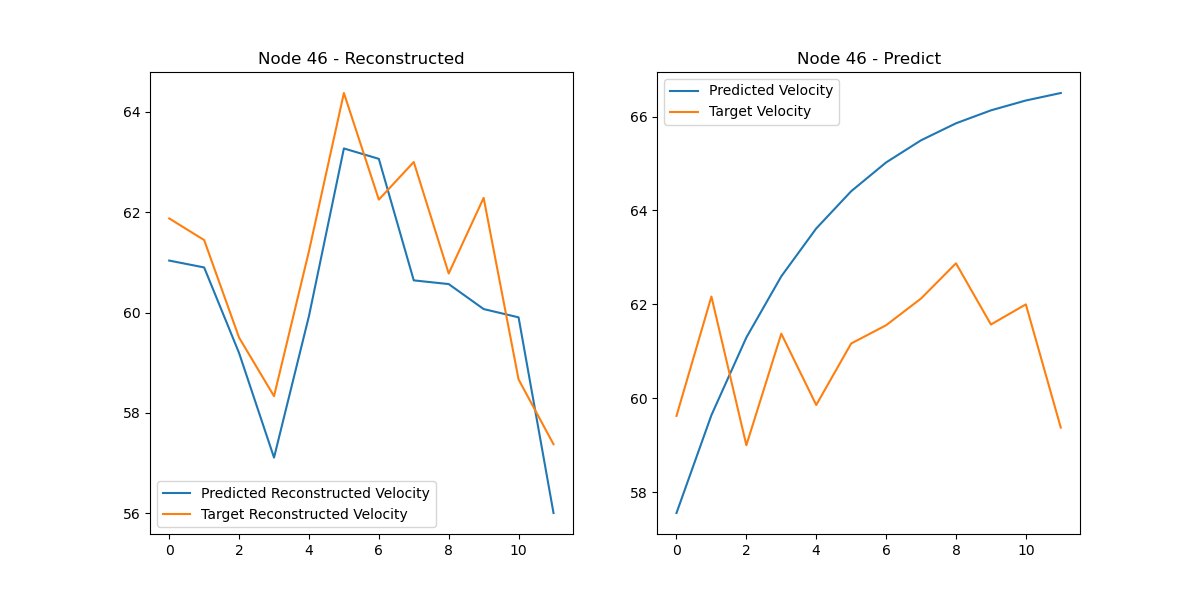 Node 46 - Reconstructed
64
62
60
58
56
0 2 4 6 8 10
Predicted Reconstructed Velocity
Target Reconstructed Velocity
Node 46 - Predict
Predicted Velocity
Target Velocity
66
64
62
60
58
0 2 4 6 8 10